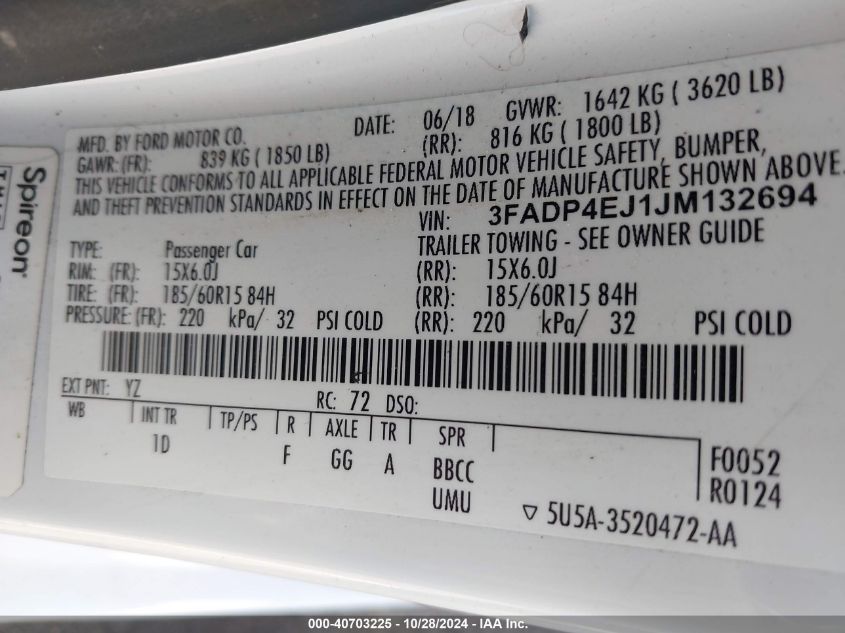 MFD. BY FORD MOTOR CO. DATE: 06/18 GVWR: 1642 KG ( 3620 LB)
GAWR: (FR): 839 KG ( 1850 LB) (RR): 816 KG ( 1800 LB)
THIS VEHICLE CONFORMS TO ALL APPLICABLE FEDERAL MOTOR VEHICLE SAFETY, BUMPER,
AND THEFT PREVENTION STANDARDS IN EFFECT ON THE DATE OF MANUFACTURE SHOWN ABOVE.
VIN: 3FADP4EJ1JM132694
TYPE: Passenger Car TRAILER TOWING - SEE OWNER GUIDE
RIM: (FR): 15X6.0J (RR): 15X6.0J
TIRE: (FR): 185/60R15 84H (RR): 185/60R15 84H
PRESSURE: (FR): 220 kPa/ 32 PSI COLD (RR): 220 kPa/ 32 PSI COLD
EXT PNT: YZ RC: 72 DSO:
WB INT TR TP/PS R AXLE TR SPR
1D F GG A BBCC F0052
UMU R0124
▽ 5U5A-3520472-AA
Spireon
000-40703225 - 10/28/2024 - IAA Inc.